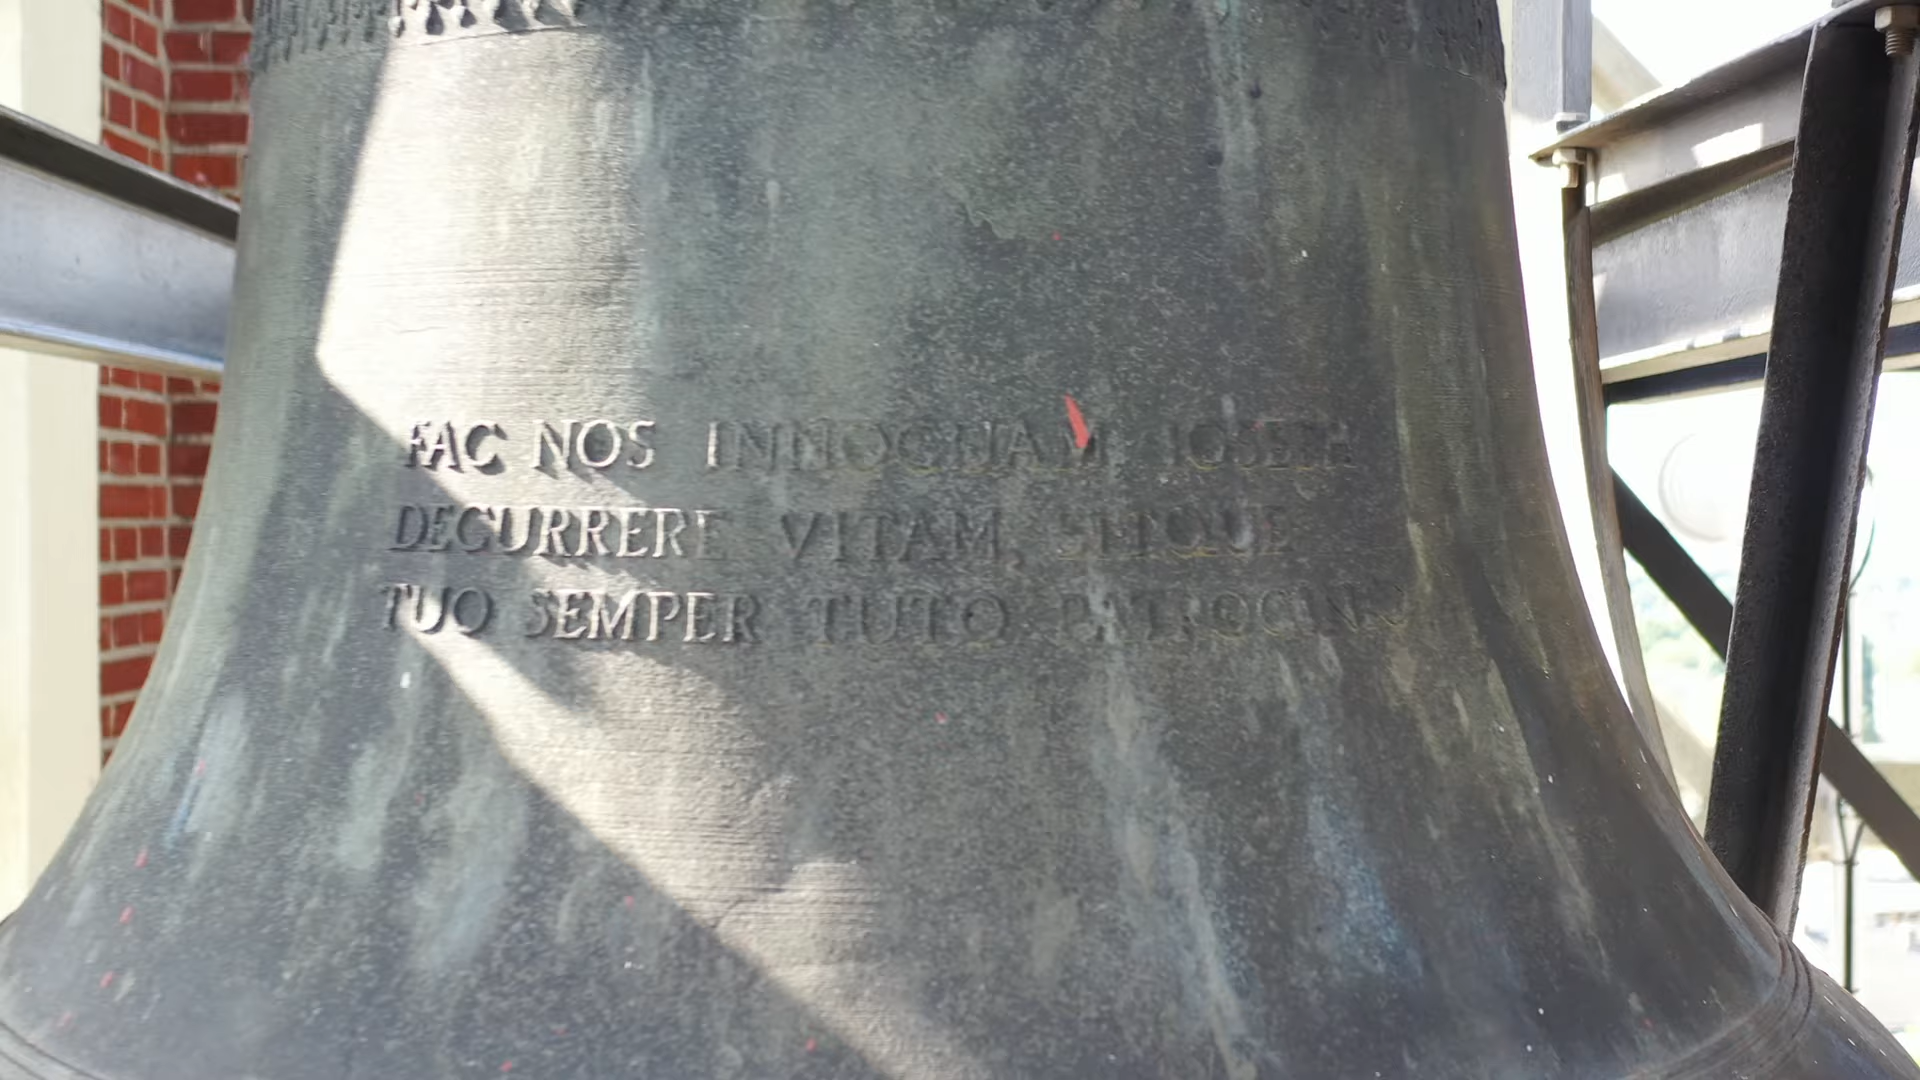 FAC NOS INNOCUAM, IOSEPH
DECURRERE VITAM, SITQUE
TUO SEMPER TUTO PATROCINIO